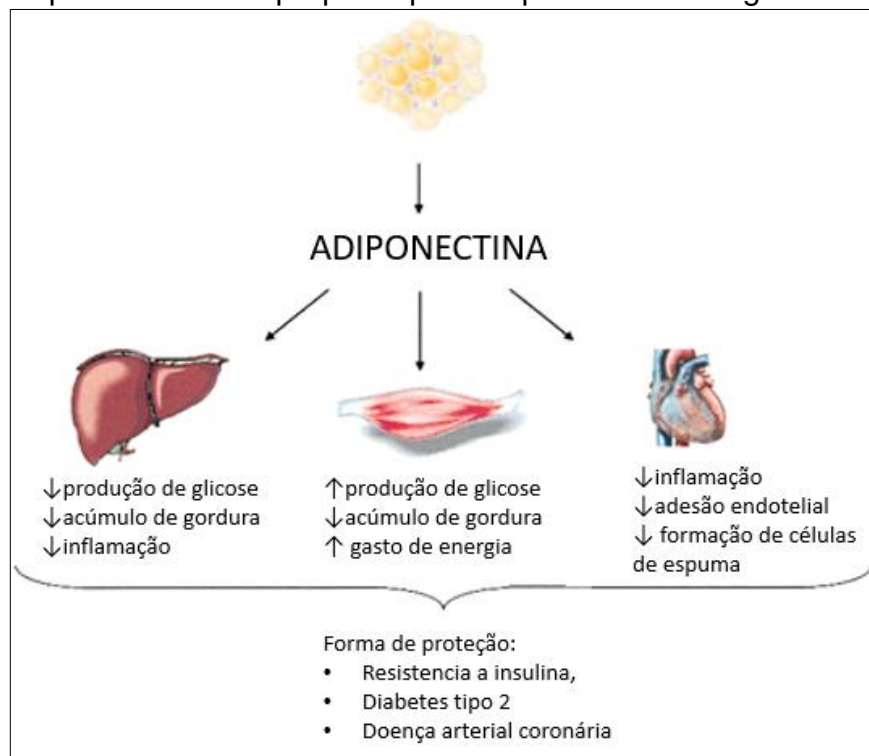 ADIPONECTINA
↓produção de glicose
↓acúmulo de gordura
↓inflamação
↑produção de glicose
↓acúmulo de gordura
↑ gasto de energia
↓inflamação
↓adesão endotelial
↓ formação de células
de espuma
Forma de proteção:
• Resistencia a insulina,
• Diabetes tipo 2
• Doença arterial coronária